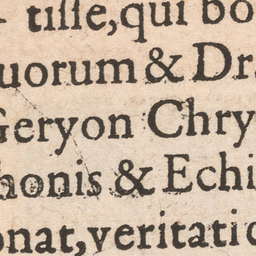 tisse, qui bo
uorum & Dr
Geryon Chry
honis & Echi
onat, veritati